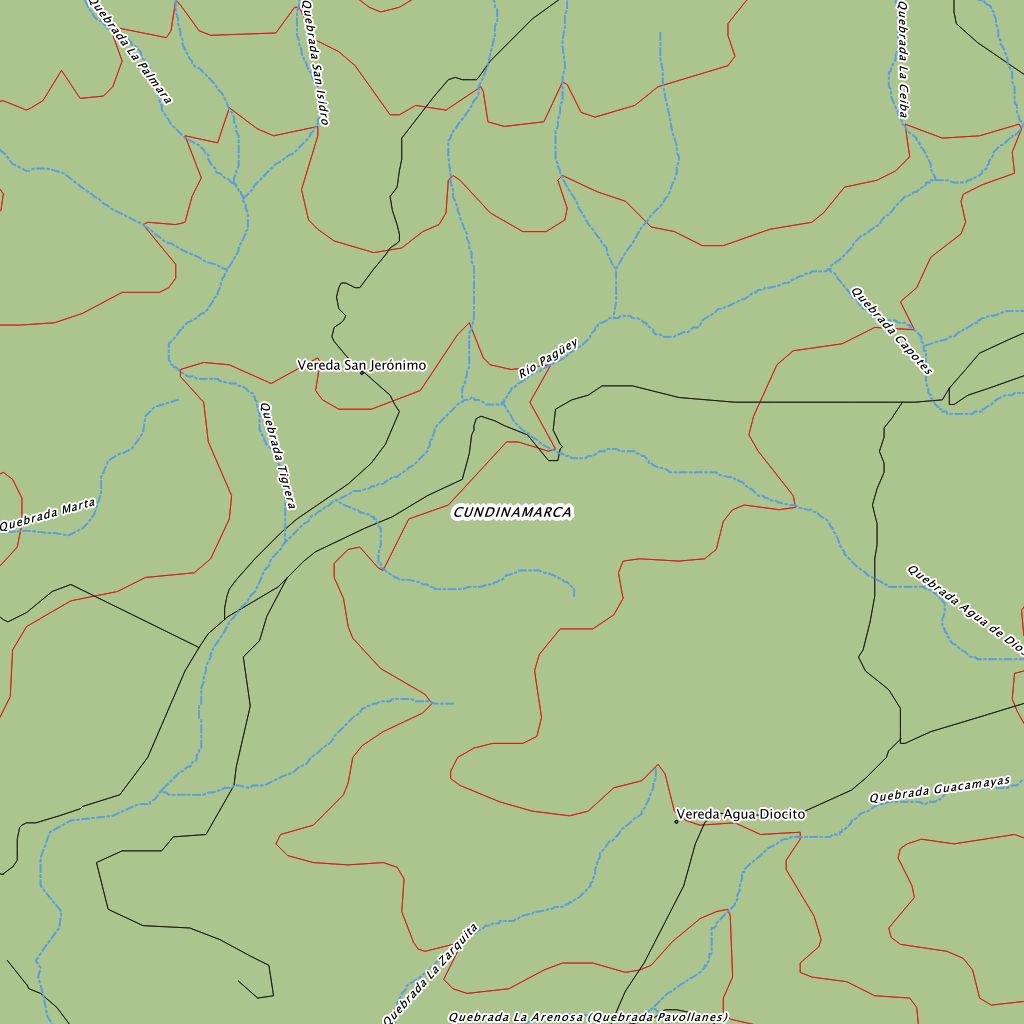 Quebrada La Palmara
Quebrada San Isidro
Quebrada La Ceiba
Quebrada Capotes
Río Pagüey
Vereda San Jerónimo
Quebrada Tigrera
Quebrada Marta
CUNDINAMARCA
Quebrada Agua de Dios
Quebrada Guacamayas
Vereda Agua Diocito
Quebrada La Zarquita
Quebrada La Arenosa (Quebrada Pavollanes)